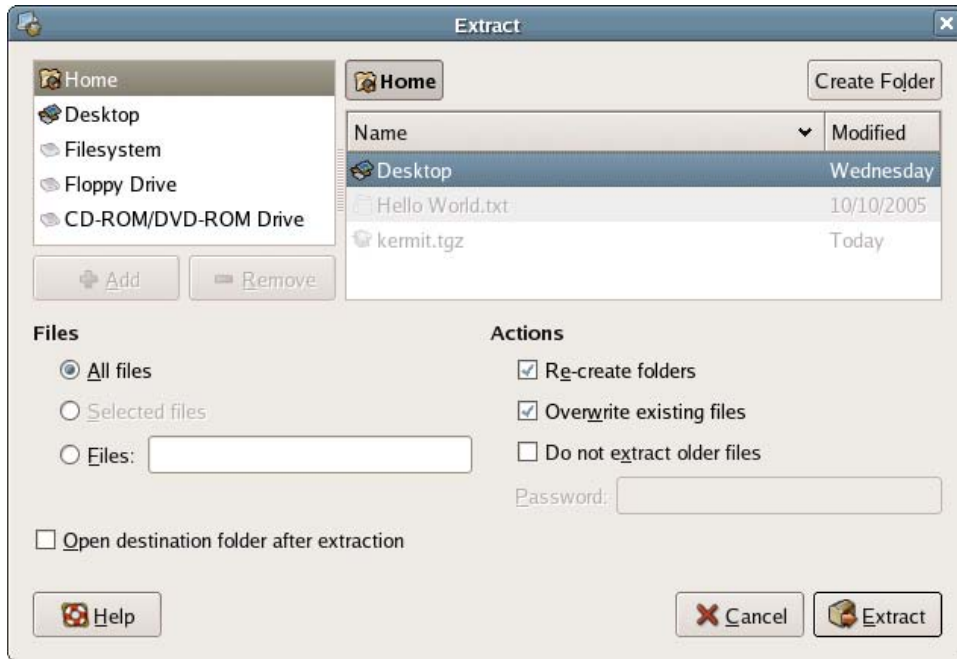 Extract
Home
Desktop
Filesystem
Floppy Drive
CD-ROM/DVD-ROM Drive
Add Remove
Home Create Folder
Name Modified
Desktop Wednesday
Hello World.txt 10/10/2005
kermit.tgz Today
Files
All files
Selected files
Files:
Actions
Re-create folders
Overwrite existing files
Do not extract older files
Password:
Open destination folder after extraction
Help Cancel Extract